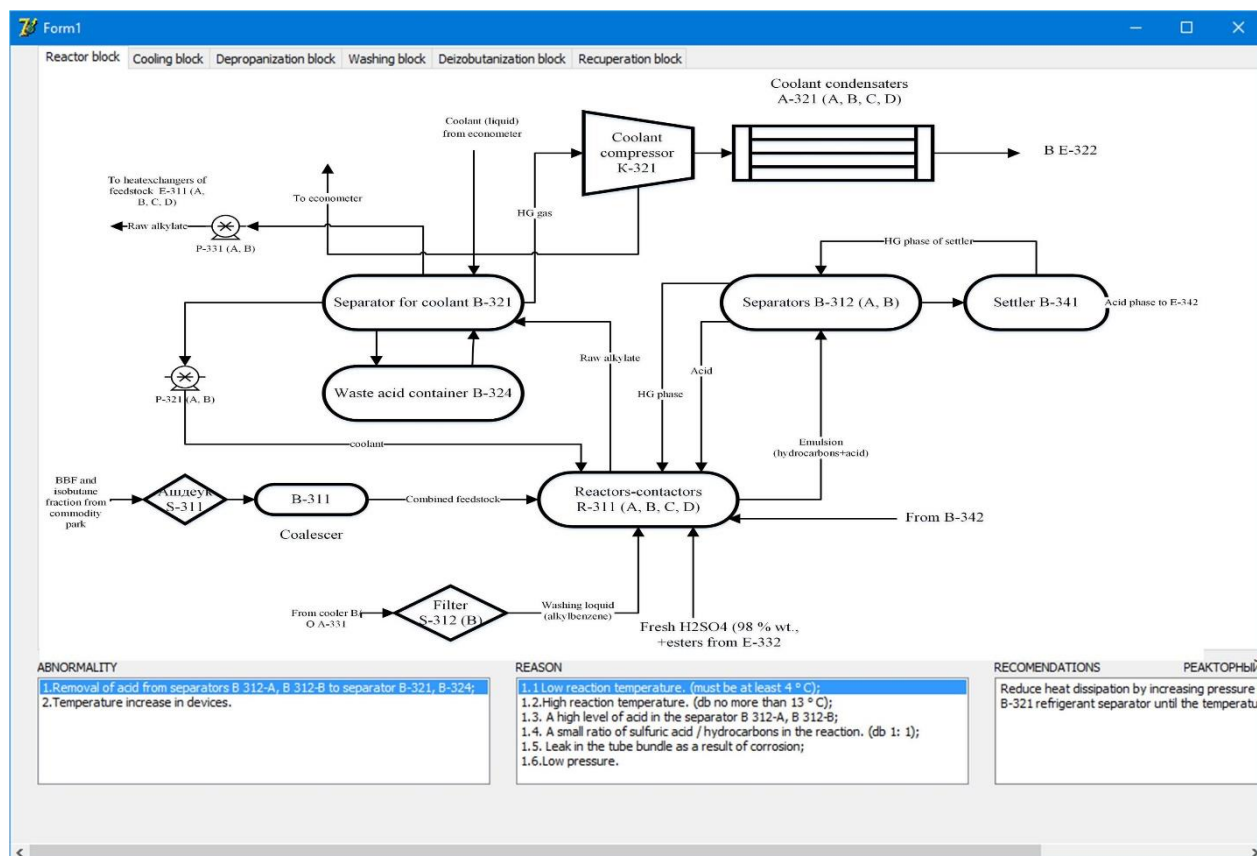 Form1
Reactor block Cooling block Depropanization block Washing block Deizobutanization block Recuperation block
Coolant condensaters
A-321 (A, B, C, D)
Coolant (liquid)
from econometer
Coolant
compressor
K-321
B E-322
To heatexchangers of
feedstock E-311 (A,
B, C, D)
To econometer
HG gas
Raw alkylate
P-331 (A, B)
HG phase of settler
Separator for coolant B-321
Separators B-312 (A, B)
Settler B-341
Acid phase to E-342
Raw alkylate
Acid
HG phase
Waste acid container B-324
P-321 (A, B)
coolant
Emulsion
(hydrocarbons+acid)
BBF and
isobutane
fraction from
commodity
park
Ашдеук
S-311
B-311
Combined feedstock
Reactors-contactors
R-311 (A, B, C, D)
From B-342
Coalescer
From cooler B/
O A-331
Filter
S-312 (B)
Washing loquid
(alkylbenzene)
Fresh H2SO4 (98 % wt.,
+esters from E-332
ABNORMALITY
1.Removal of acid from separators B 312-A, B 312-B to separator B-321, B-324;
2.Temperature increase in devices.
REASON
1.1 Low reaction temperature. (must be at least 4 ° C);
1.2.High reaction temperature. (db no more than 13 ° C);
1.3. A high level of acid in the separator B 312-A, B 312-B;
1.4. A small ratio of sulfuric acid / hydrocarbons in the reaction. (db 1: 1);
1.5. Leak in the tube bundle as a result of corrosion;
1.6.Low pressure.
RECOMENDATIONS РЕАКТОРНЫЙ
Reduce heat dissipation by increasing pressure
B-321 refrigerant separator until the temperatu